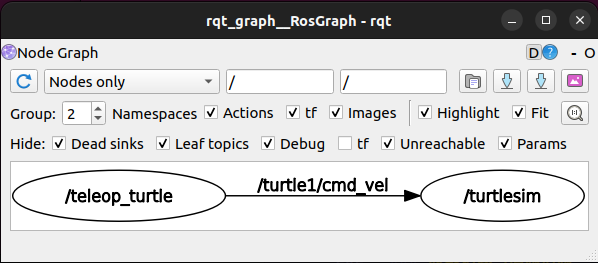 rqt_graph__RosGraph - rqt
Node Graph
D ? - O
Nodes only / /
Group: 2 Namespaces Actions tf Images Highlight Fit
Hide: Dead sinks Leaf topics Debug tf Unreachable Params
/teleop_turtle /turtle1/cmd_vel /turtlesim